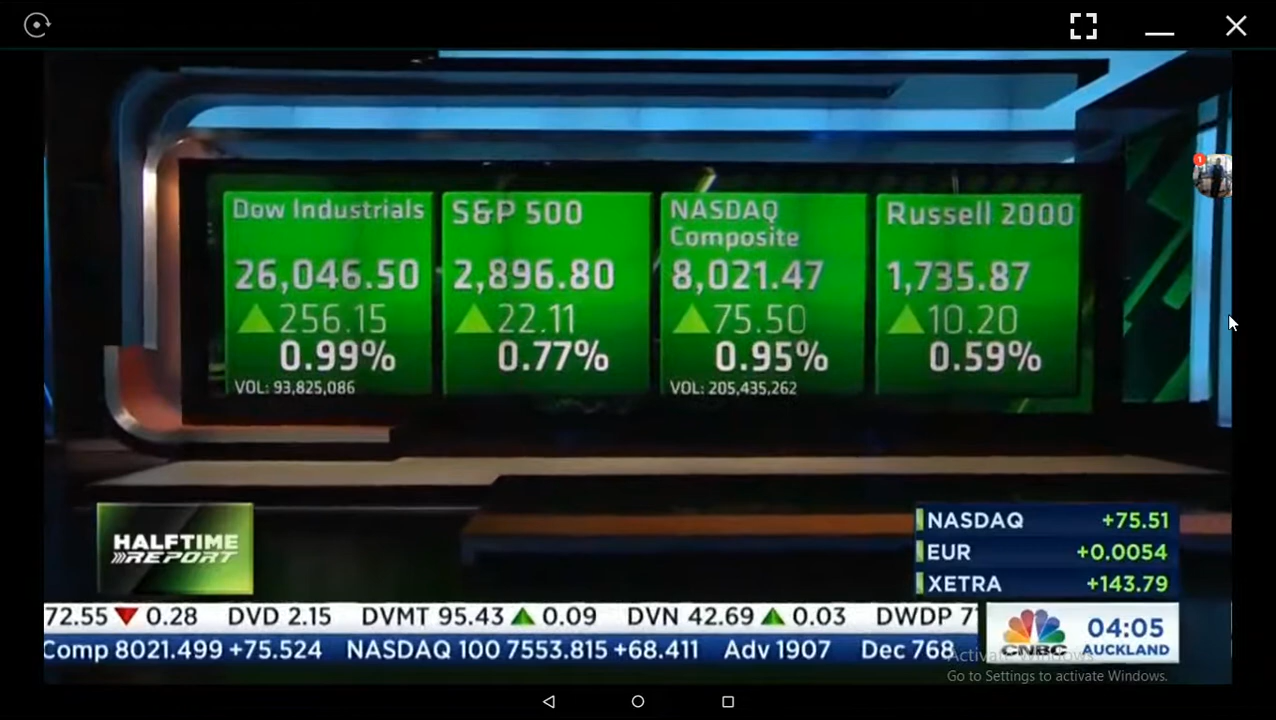 1
Dow Industrials
26,046.50
▲256.15
0.99%
VOL: 93,825,086
S&P 500
2,896.80
▲22.11
0.77%
NASDAQ
Composite
8,021.47
▲75.50
0.95%
VOL: 205,435,262
Russell 2000
1,735.87
▲10.20
0.59%
HALFTIME
REPORT
NASDAQ +75.51
EUR +0.0054
XETRA +143.79
72.55 ▼ 0.28 DVD 2.15 DVMT 95.43 ▲ 0.09 DVN 42.69 ▲ 0.03 DWDP
Comp 8021.499 +75.524 NASDAQ 100 7553.815 +68.411 Adv 1907 Dec 768
CNBC
04:05
AUCKLAND
Activate Windows
Go to Settings to activate Windows.